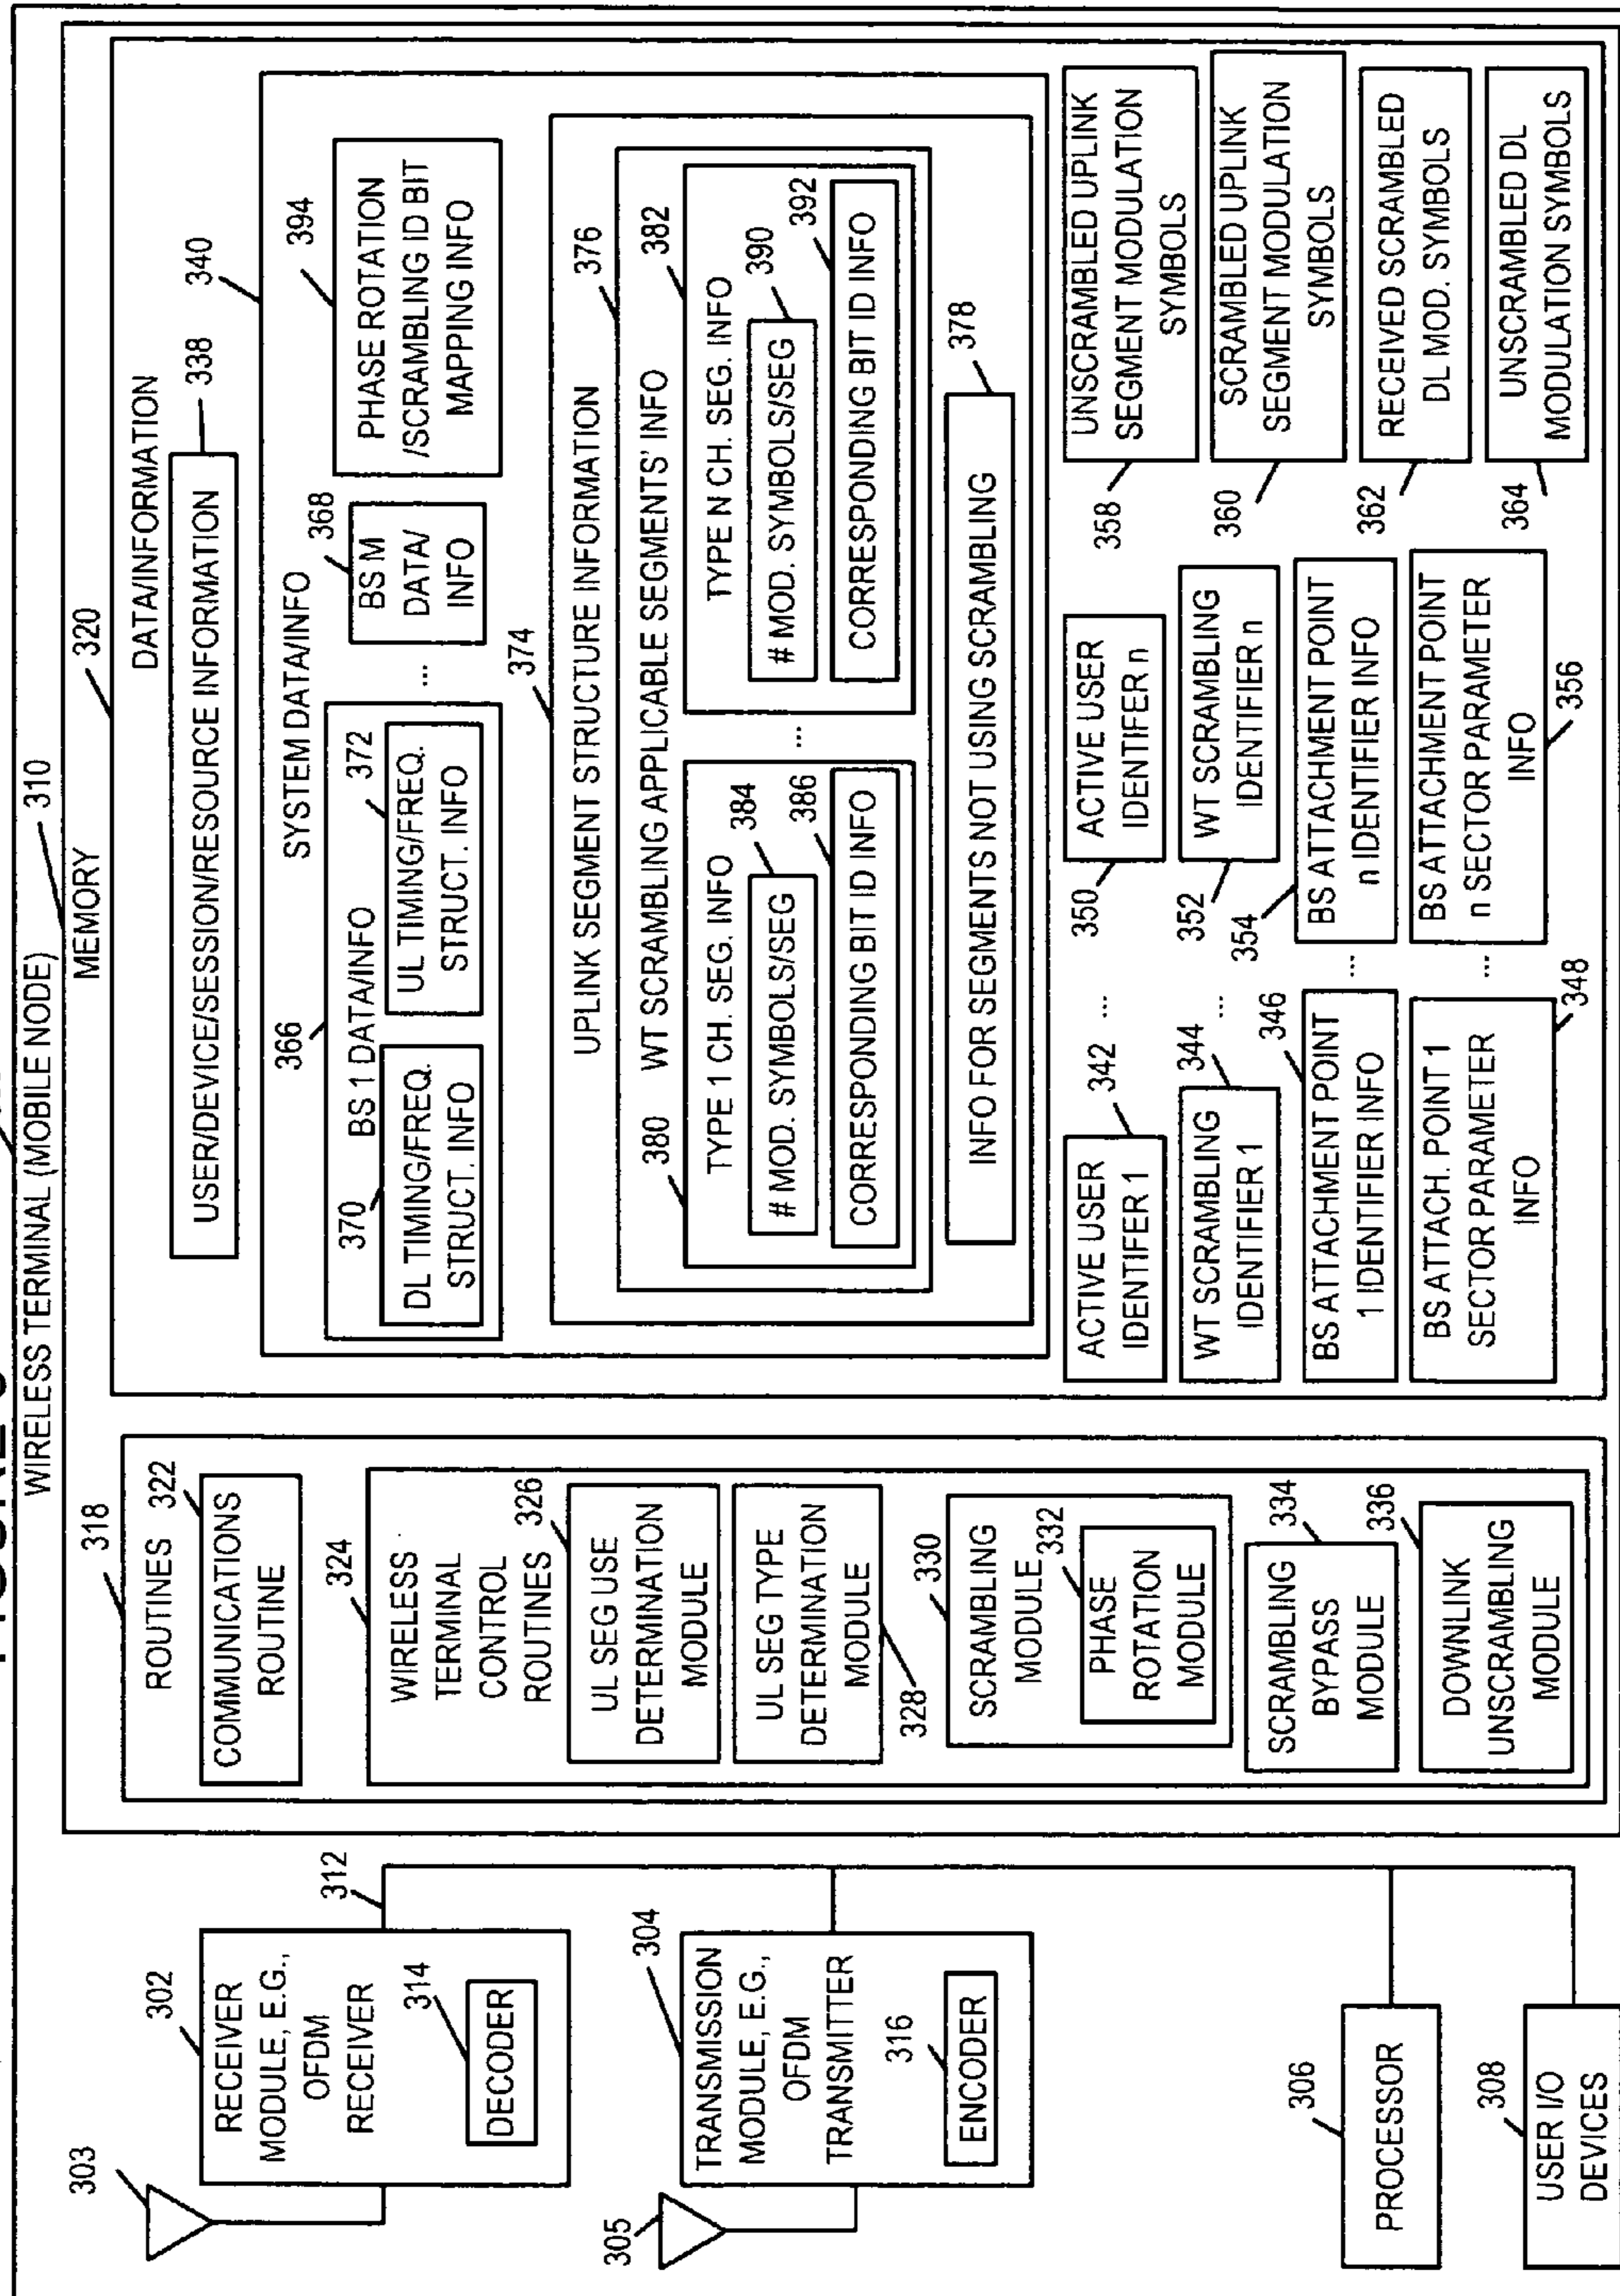 WIRELESS TERMINAL (MOBILE NODE)
310
MEMORY
303
302
RECEIVER
MODULE, E.G.,
OFDM
RECEIVER
314
DECODER
312
305
304
TRANSMISSION
MODULE, E.G.,
OFDM
TRANSMITTER
316
ENCODER
306
PROCESSOR
308
USER I/O
DEVICES
318
ROUTINES
322
COMMUNICATIONS
ROUTINE
324
WIRELESS
TERMINAL
CONTROL
ROUTINES
326
UL SEG USE
DETERMINATION
MODULE
UL SEG TYPE
DETERMINATION
MODULE
328
330
SCRAMBLING
MODULE
332
PHASE
ROTATION
MODULE
334
SCRAMBLING
BYPASS
MODULE
336
DOWNLINK
UNSCRAMBLING
MODULE
320
DATA/INFORMATION
338
USER/DEVICE/SESSION/RESOURCE INFORMATION
340
SYSTEM DATA/INFO
366
BS 1 DATA/INFO
370
DL TIMING/FREQ.
STRUCT. INFO
372
UL TIMING/FREQ.
STRUCT. INFO
...
368
BS M
DATA/
INFO
394
PHASE ROTATION
/SCRAMBLING ID BIT
MAPPING INFO
374
UPLINK SEGMENT STRUCTURE INFORMATION
376
WT SCRAMBLING APPLICABLE SEGMENTS' INFO
380
TYPE 1 CH. SEG. INFO
384
# MOD. SYMBOLS/SEG
386
CORRESPONDING BIT ID INFO
...
382
TYPE N CH. SEG. INFO
390
# MOD. SYMBOLS/SEG
392
CORRESPONDING BIT ID INFO
378
INFO FOR SEGMENTS NOT USING SCRAMBLING
342
ACTIVE USER
IDENTIFER 1
...
350
ACTIVE USER
IDENTIFER n
344
WT SCRAMBLING
IDENTIFIER 1
...
352
WT SCRAMBLING
IDENTIFIER n
346
BS ATTACHMENT POINT
1 IDENTIFIER INFO
...
354
BS ATTACHMENT POINT
n IDENTIFIER INFO
348
BS ATTACH. POINT 1
SECTOR PARAMETER
INFO
...
356
BS ATTACHMENT POINT
n SECTOR PARAMETER
INFO
358
UNSCRAMBLED UPLINK
SEGMENT MODULATION
SYMBOLS
360
SCRAMBLED UPLINK
SEGMENT MODULATION
SYMBOLS
362
RECEIVED SCRAMBLED
DL MOD. SYMBOLS
364
UNSCRAMBLED DL
MODULATION SYMBOLS